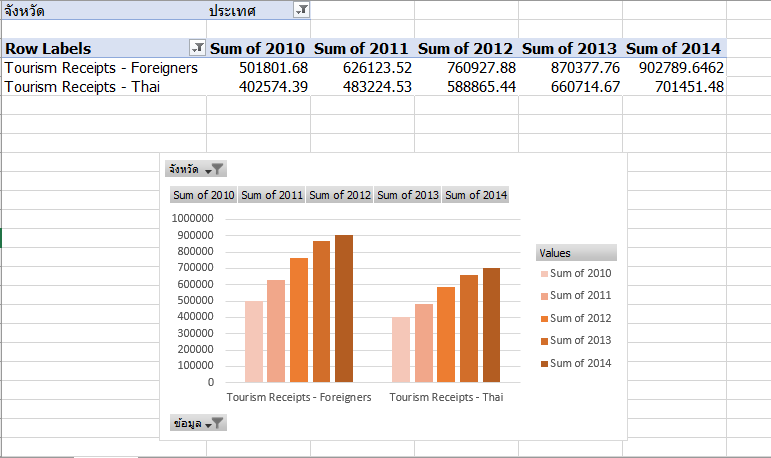 จังหวัด ประเทศ
Row Labels Sum of 2010 Sum of 2011 Sum of 2012 Sum of 2013 Sum of 2014
Tourism Receipts - Foreigners 501801.68 626123.52 760927.88 870377.76 902789.6462
Tourism Receipts - Thai 402574.39 483224.53 588865.44 660714.67 701451.48
จังหวัด
Sum of 2010 Sum of 2011 Sum of 2012 Sum of 2013 Sum of 2014
1000000
900000
800000
700000
600000
500000
400000
300000
200000
100000
0
Tourism Receipts - Foreigners Tourism Receipts - Thai
Values
Sum of 2010
Sum of 2011
Sum of 2012
Sum of 2013
Sum of 2014
ข้อมูล